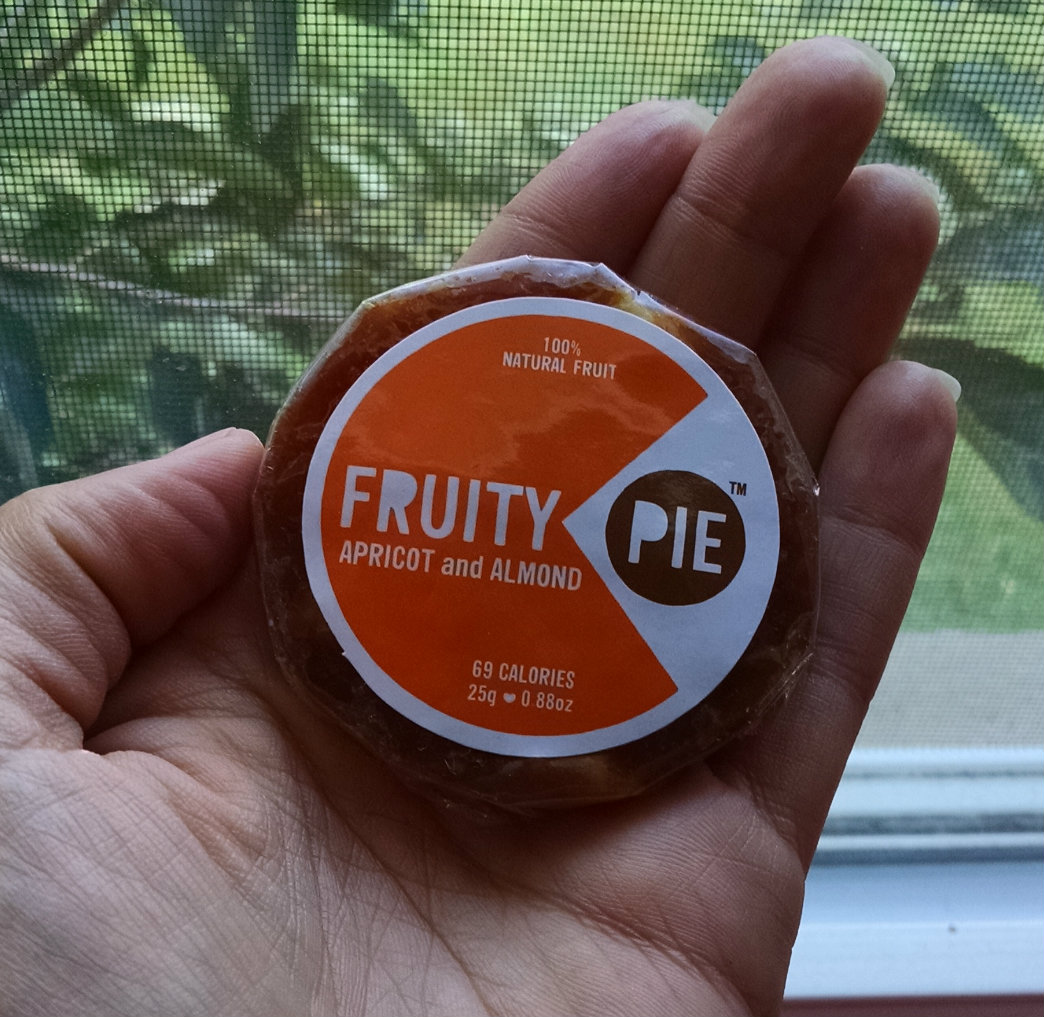 100%
NATURAL FRUIT
FRUITY
PIE
TM
APRICOT and ALMOND
69 CALORIES
25g ♥ 0.88oz